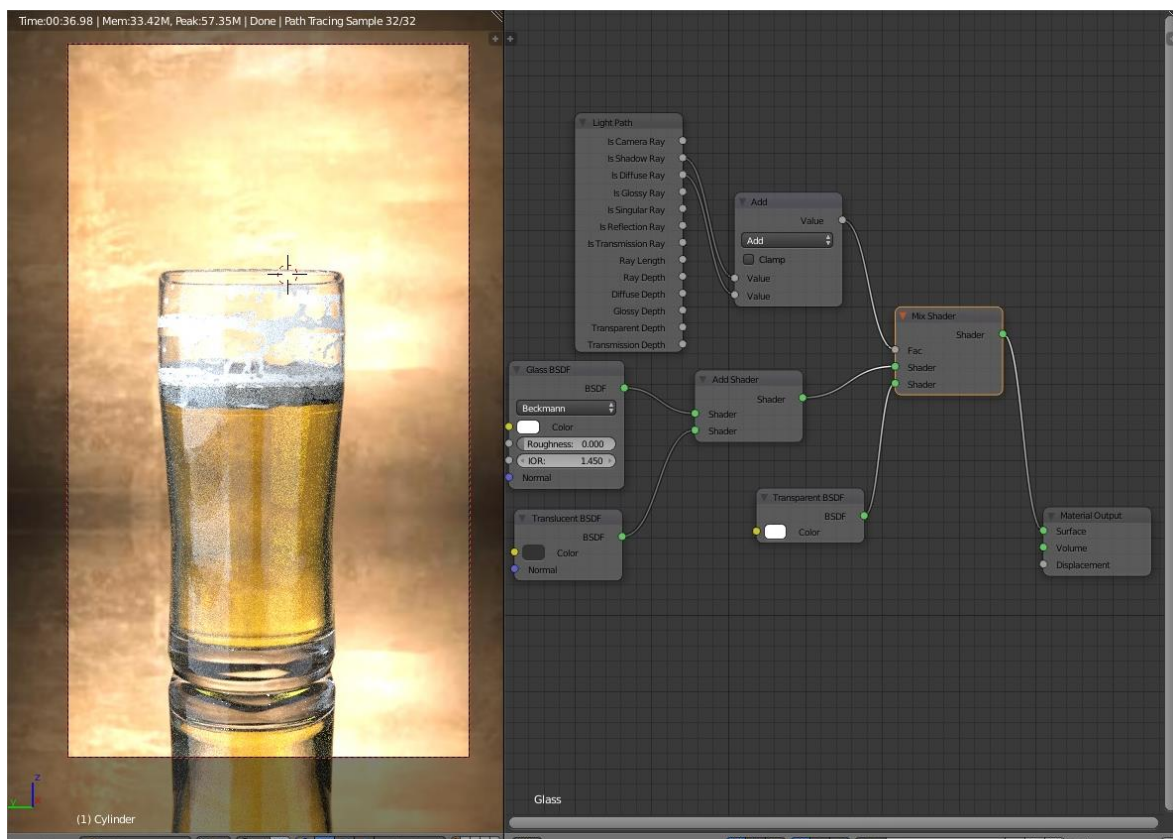 Time:00:36.98 | Mem:33.42M, Peak:57.35M | Done | Path Tracing Sample 32/32
Light Path
Is Camera Ray
Is Shadow Ray
Is Diffuse Ray
Is Glossy Ray
Is Singular Ray
Is Reflection Ray
Is Transmission Ray
Ray Length
Ray Depth
Diffuse Depth
Glossy Depth
Transparent Depth
Transmission Depth
Add
Value
Add
Clamp
Value
Value
Mix Shader
Shader
Fac
Shader
Shader
Glass BSDF
BSDF
Beckmann
Color
Roughness: 0.000
IOR: 1.450
Normal
Add Shader
Shader
Shader
Shader
Translucent BSDF
BSDF
Color
Normal
Transparent BSDF
BSDF
Color
Material Output
Surface
Volume
Displacement
z
y
(1) Cylinder
Glass